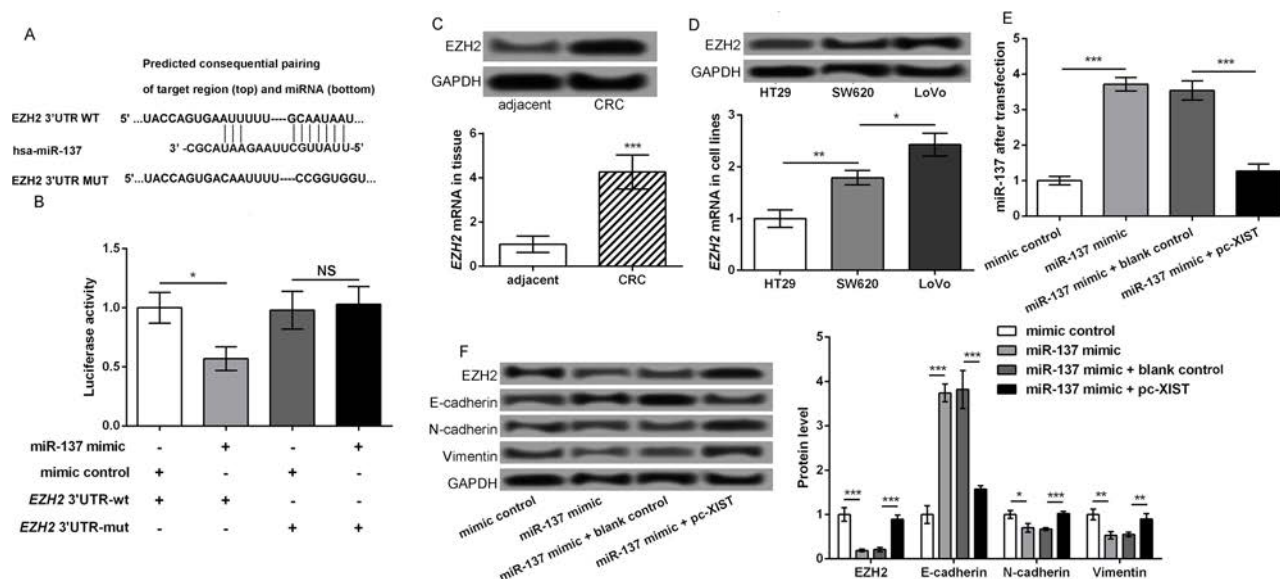 A
Predicted consequential pairing
of target region (top) and miRNA (bottom)
EZH2 3'UTR WT 5' ...UACCAGUGAAUUUUU----GCAAUAAU...
hsa-miR-137 3' -CGCAUAAGAAUUCGUUAUU-5'
EZH2 3'UTR MUT ...UACCAGUGACAAUUUU----CCGGUGGU...
B
Luciferase activity
1.5
1.0
0.5
0.0
*
NS
miR-137 mimic - + - +
mimic control + - + -
EZH2 3'UTR-wt + + - -
EZH2 3'UTR-mut - - + +
C
EZH2
GAPDH
adjacent CRC
EZH2 mRNA in tissue
6
4
2
0
***
adjacent CRC
D
EZH2
GAPDH
HT29 SW620 LoVo
EZH2 mRNA in cell lines
3
2
1
0
**
*
HT29 SW620 LoVo
E
miR-137 after transfection
5
4
3
2
1
0
***
***
mimic control
miR-137 mimic
miR-137 mimic + blank control
miR-137 mimic + pc-XIST
F
EZH2
E-cadherin
N-cadherin
Vimentin
GAPDH
mimic control
miR-137 mimic
miR-137 mimic + blank control
miR-137 mimic + pc-XIST
mimic control
miR-137 mimic
miR-137 mimic + blank control
miR-137 mimic + pc-XIST
Protein level
5
4
3
2
1
0
*** ***
*** ***
* ***
** **
EZH2 E-cadherin N-cadherin Vimentin